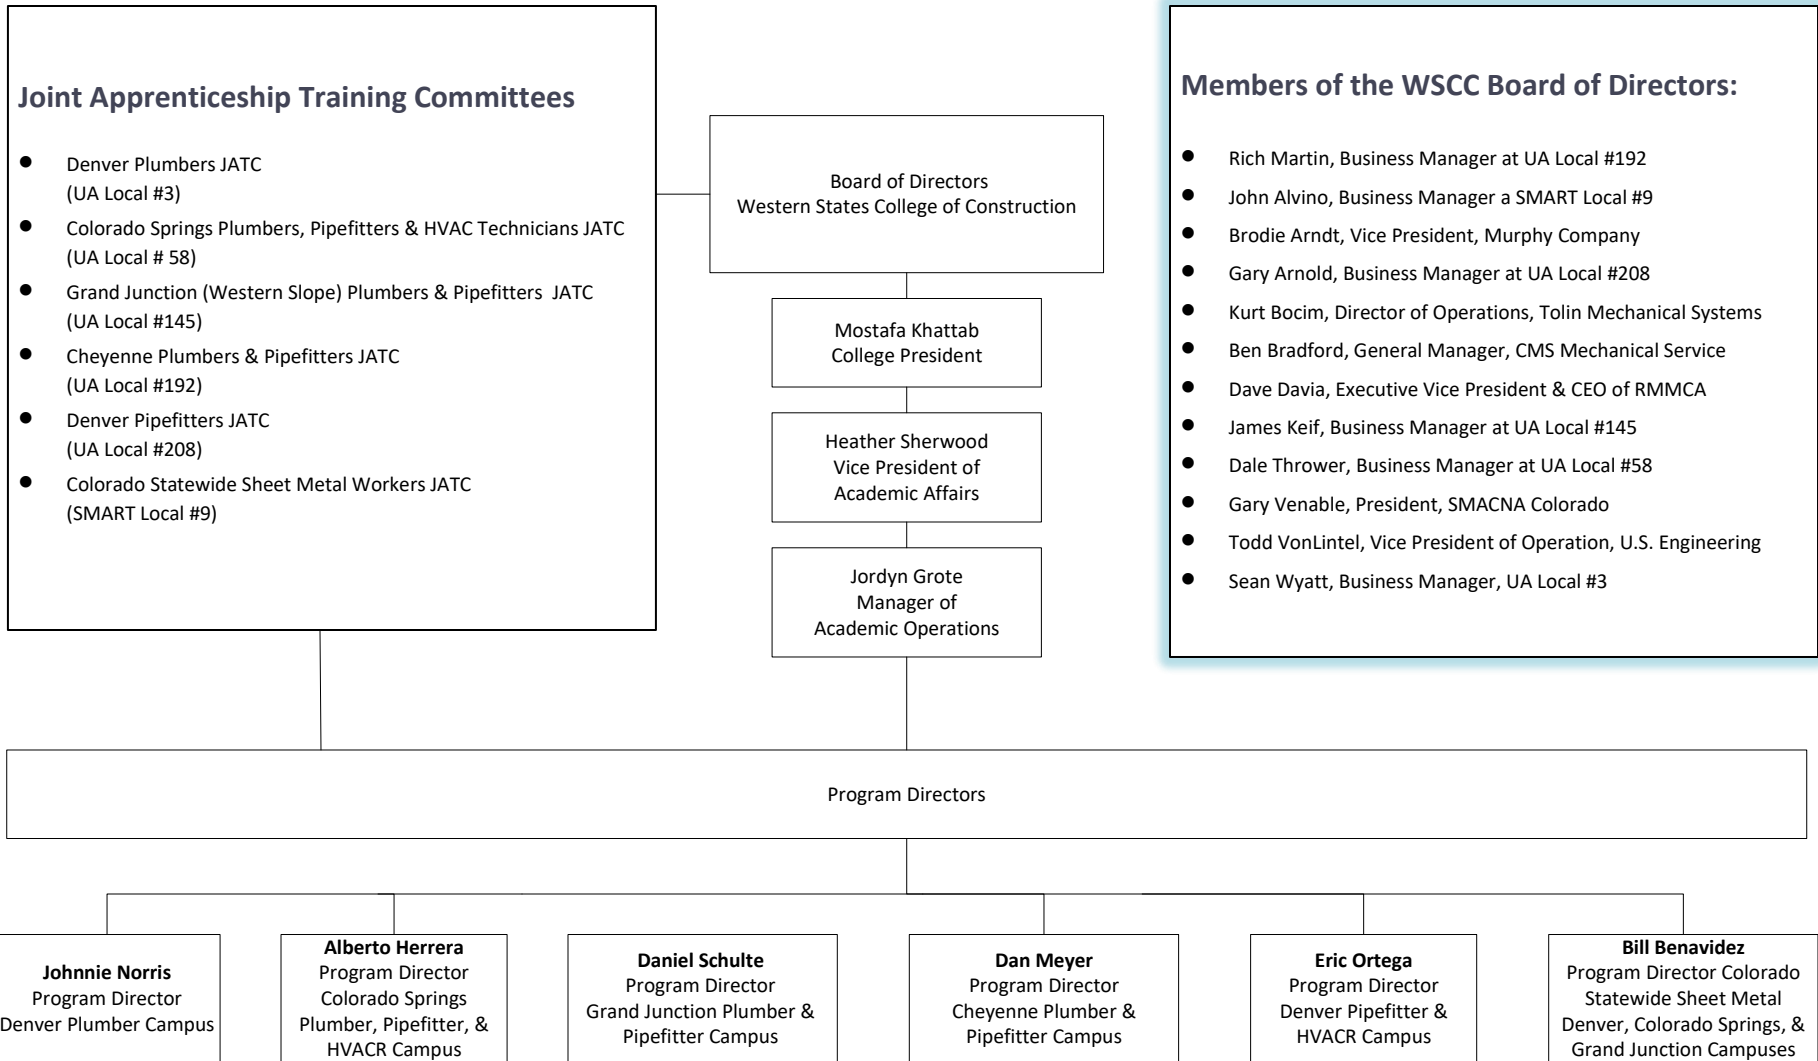 Joint Apprenticeship Training Committees
● Denver Plumbers JATC
(UA Local #3)
● Colorado Springs Plumbers, Pipefitters & HVAC Technicians JATC
(UA Local # 58)
● Grand Junction (Western Slope) Plumbers & Pipefitters JATC
(UA Local #145)
● Cheyenne Plumbers & Pipefitters JATC
(UA Local #192)
● Denver Pipefitters JATC
(UA Local #208)
● Colorado Statewide Sheet Metal Workers JATC
(SMART Local #9)
Board of Directors
Western States College of Construction
Mostafa Khattab
College President
Heather Sherwood
Vice President of
Academic Affairs
Jordyn Grote
Manager of
Academic Operations
Members of the WSCC Board of Directors:
● Rich Martin, Business Manager at UA Local #192
● John Alvino, Business Manager a SMART Local #9
● Brodie Arndt, Vice President, Murphy Company
● Gary Arnold, Business Manager at UA Local #208
● Kurt Bocim, Director of Operations, Tolin Mechanical Systems
● Ben Bradford, General Manager, CMS Mechanical Service
● Dave Davia, Executive Vice President & CEO of RMMCA
● James Keif, Business Manager at UA Local #145
● Dale Thrower, Business Manager at UA Local #58
● Gary Venable, President, SMACNA Colorado
● Todd VonLintel, Vice President of Operation, U.S. Engineering
● Sean Wyatt, Business Manager, UA Local #3
Program Directors
Johnnie Norris
Program Director
Denver Plumber Campus
Alberto Herrera
Program Director
Colorado Springs
Plumber, Pipefitter, &
HVACR Campus
Daniel Schulte
Program Director
Grand Junction Plumber &
Pipefitter Campus
Dan Meyer
Program Director
Cheyenne Plumber &
Pipefitter Campus
Eric Ortega
Program Director
Denver Pipefitter &
HVACR Campus
Bill Benavidez
Program Director Colorado
Statewide Sheet Metal
Denver, Colorado Springs, &
Grand Junction Campuses